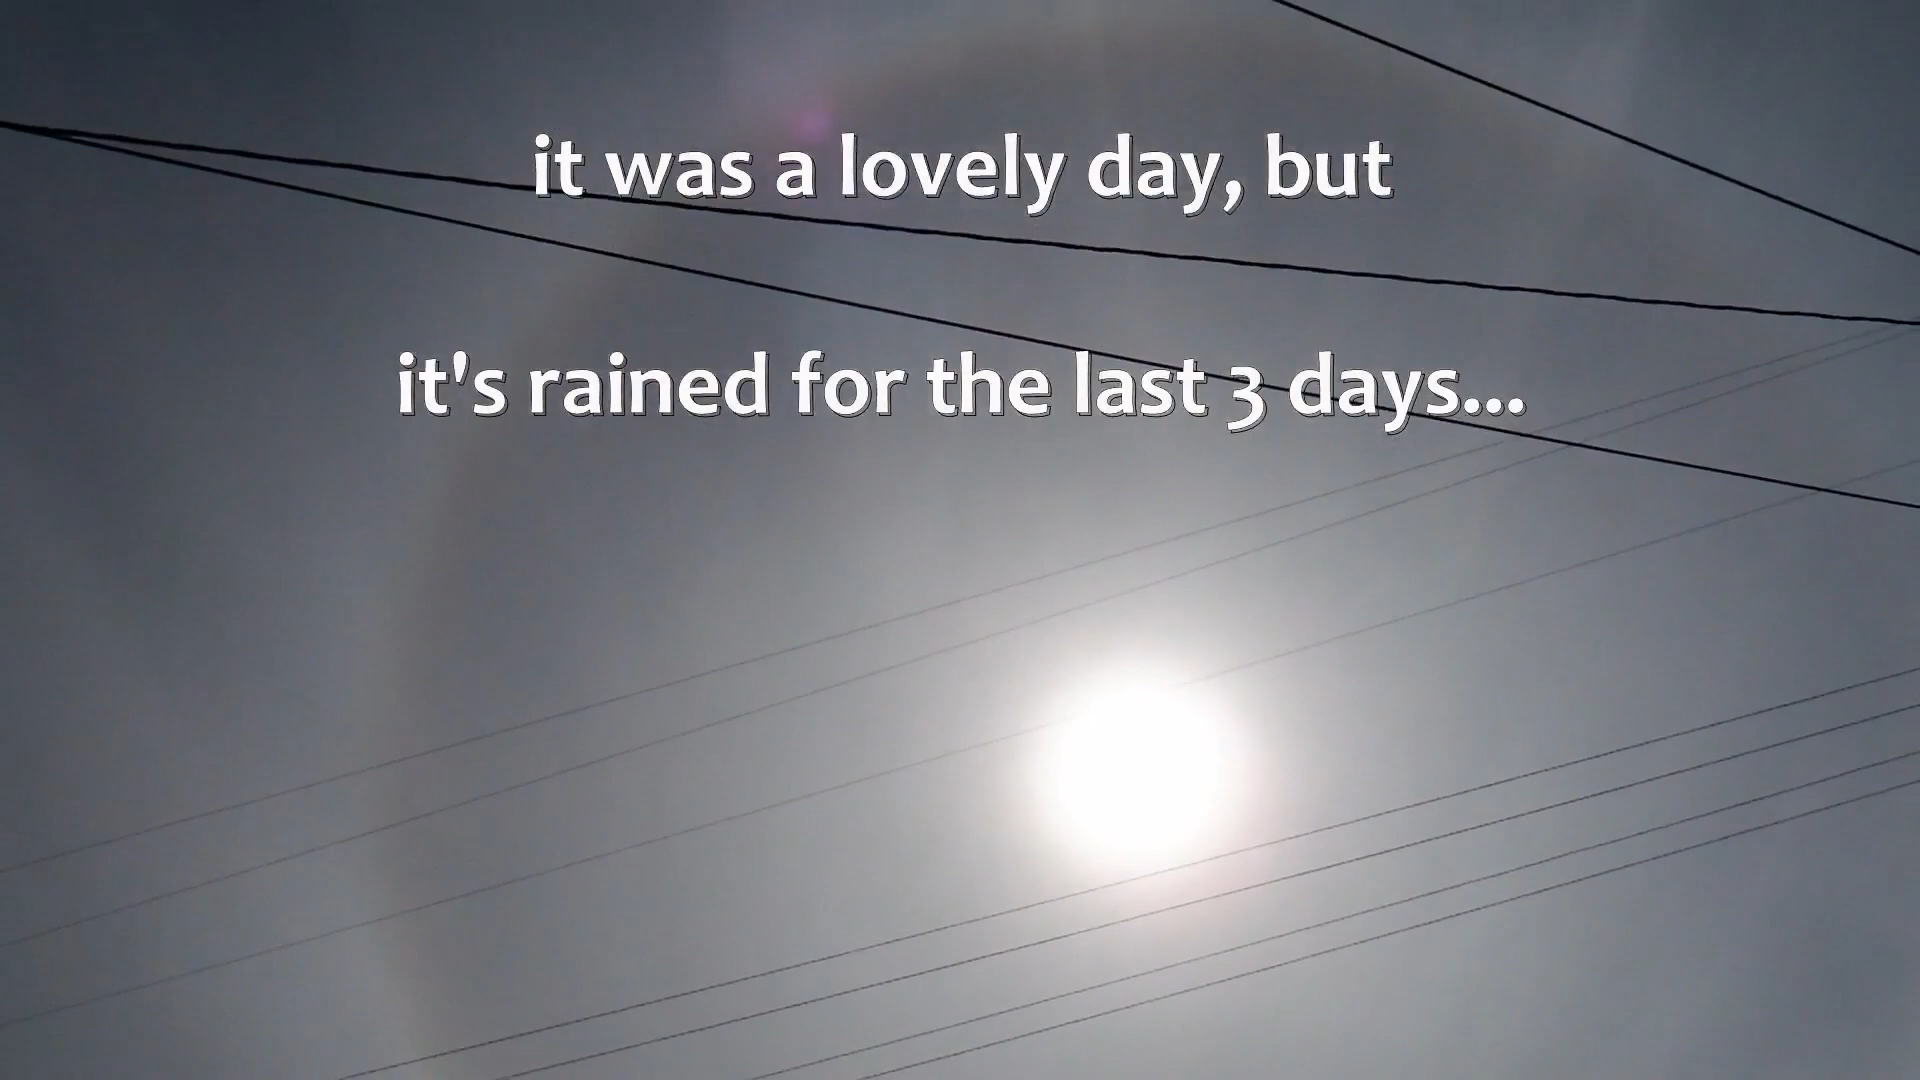 it was a lovely day, but
it's rained for the last 3 days...